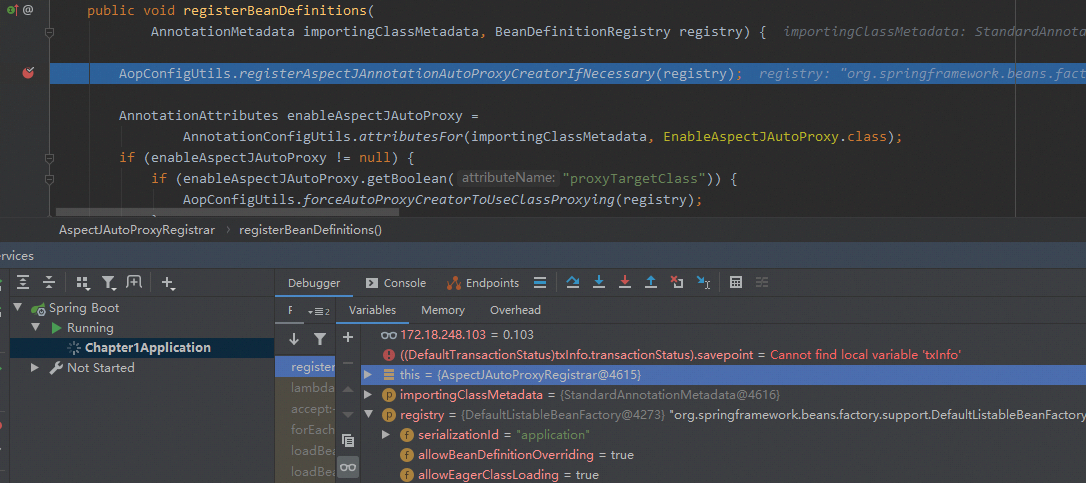 public void registerBeanDefinitions(
AnnotationMetadata importingClassMetadata, BeanDefinitionRegistry registry) { importingClassMetadata: StandardAnnota
AopConfigUtils.registerAspectJAnnotationAutoProxyCreatorIfNecessary(registry); registry: "org.springframework.beans.fact
AnnotationAttributes enableAspectJAutoProxy =
AnnotationConfigUtils.attributesFor(importingClassMetadata, EnableAspectJAutoProxy.class);
if (enableAspectJAutoProxy != null) {
if (enableAspectJAutoProxy.getBoolean( attributeName: "proxyTargetClass")) {
AopConfigUtils.forceAutoProxyCreatorToUseClassProxying(registry);
AspectJAutoProxyRegistrar › registerBeanDefinitions()
ervices
Debugger Console Endpoints
Spring Boot
Running
Chapter1Application
Not Started
F 2 Variables Memory Overhead
register
lambda
accept:
forEach
loadBea
loadBea
172.18.248.103 = 0.103
((DefaultTransactionStatus)txInfo.transactionStatus).savepoint = Cannot find local variable 'txInfo'
this = {AspectJAutoProxyRegistrar@4615}
importingClassMetadata = {StandardAnnotationMetadata@4616}
registry = {DefaultListableBeanFactory@4273} "org.springframework.beans.factory.support.DefaultListableBeanFactory
serializationId = "application"
allowBeanDefinitionOverriding = true
allowEagerClassLoading = true